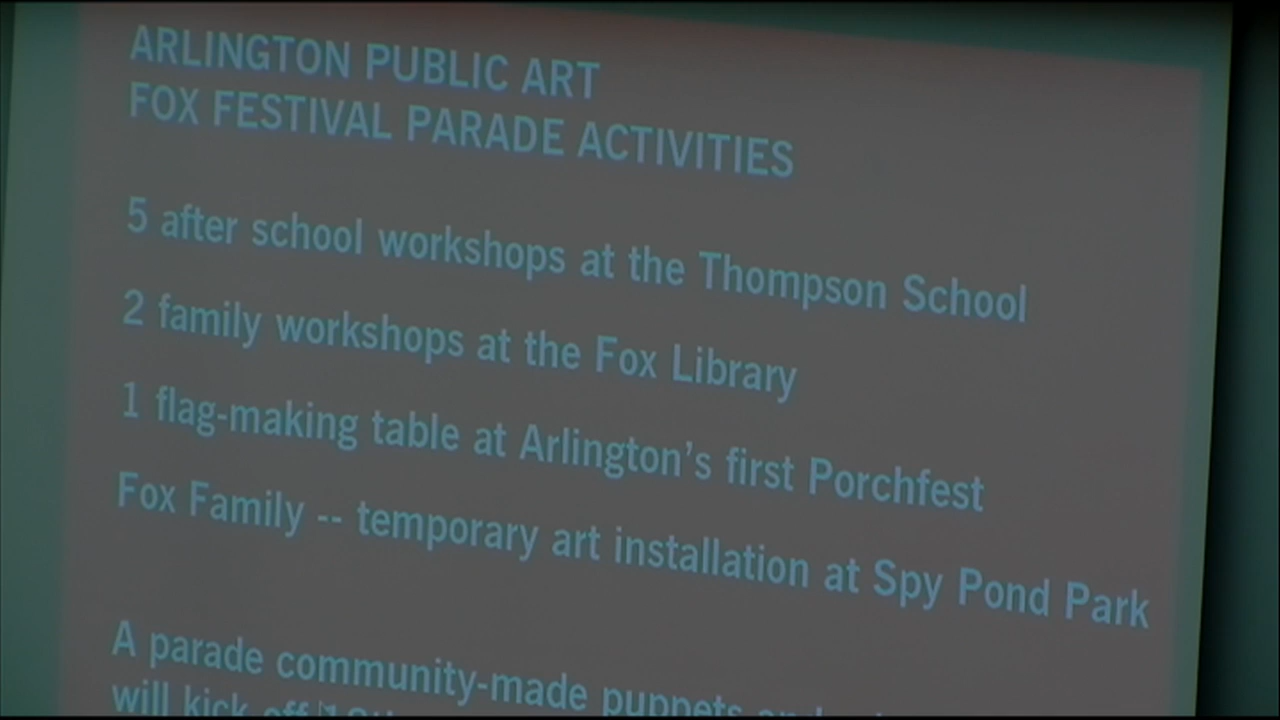 ARLINGTON PUBLIC ART
FOX FESTIVAL PARADE ACTIVITIES
5 after school workshops at the Thompson School
2 family workshops at the Fox Library
1 flag-making table at Arlington's first Porchfest
Fox Family -- temporary art installation at Spy Pond Park
A parade community-made puppets
will kick off